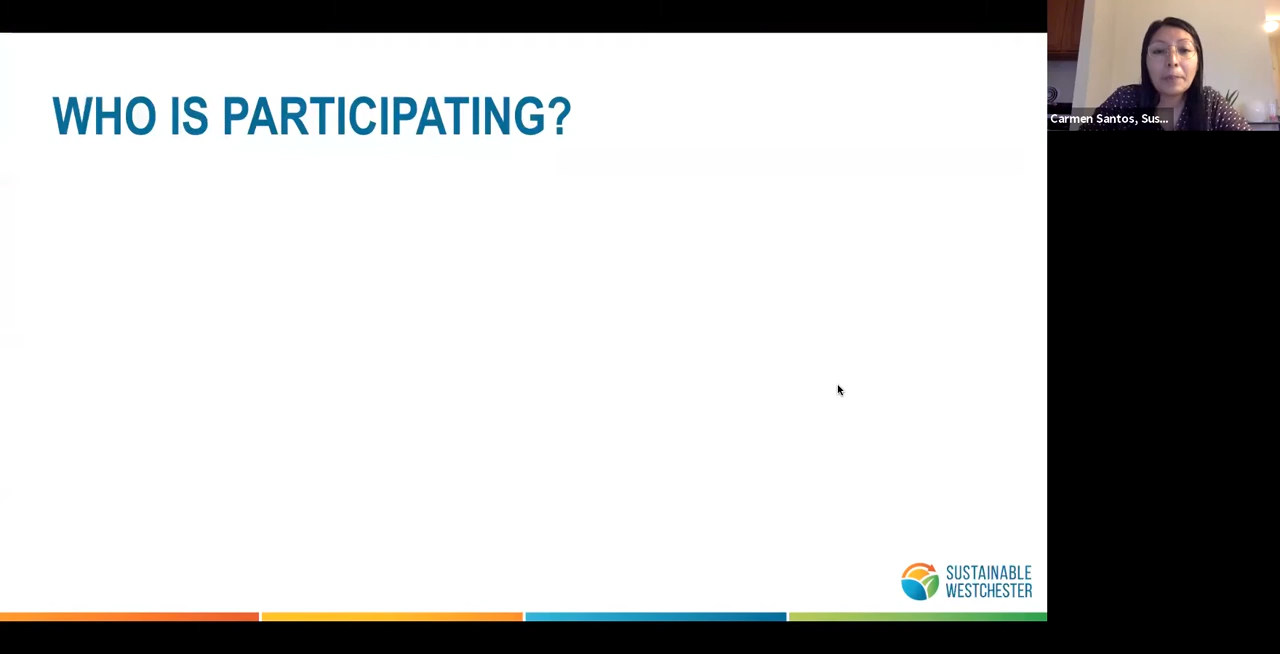 WHO IS PARTICIPATING?
Carmen Santos, Sus...
SUSTAINABLE
WESTCHESTER